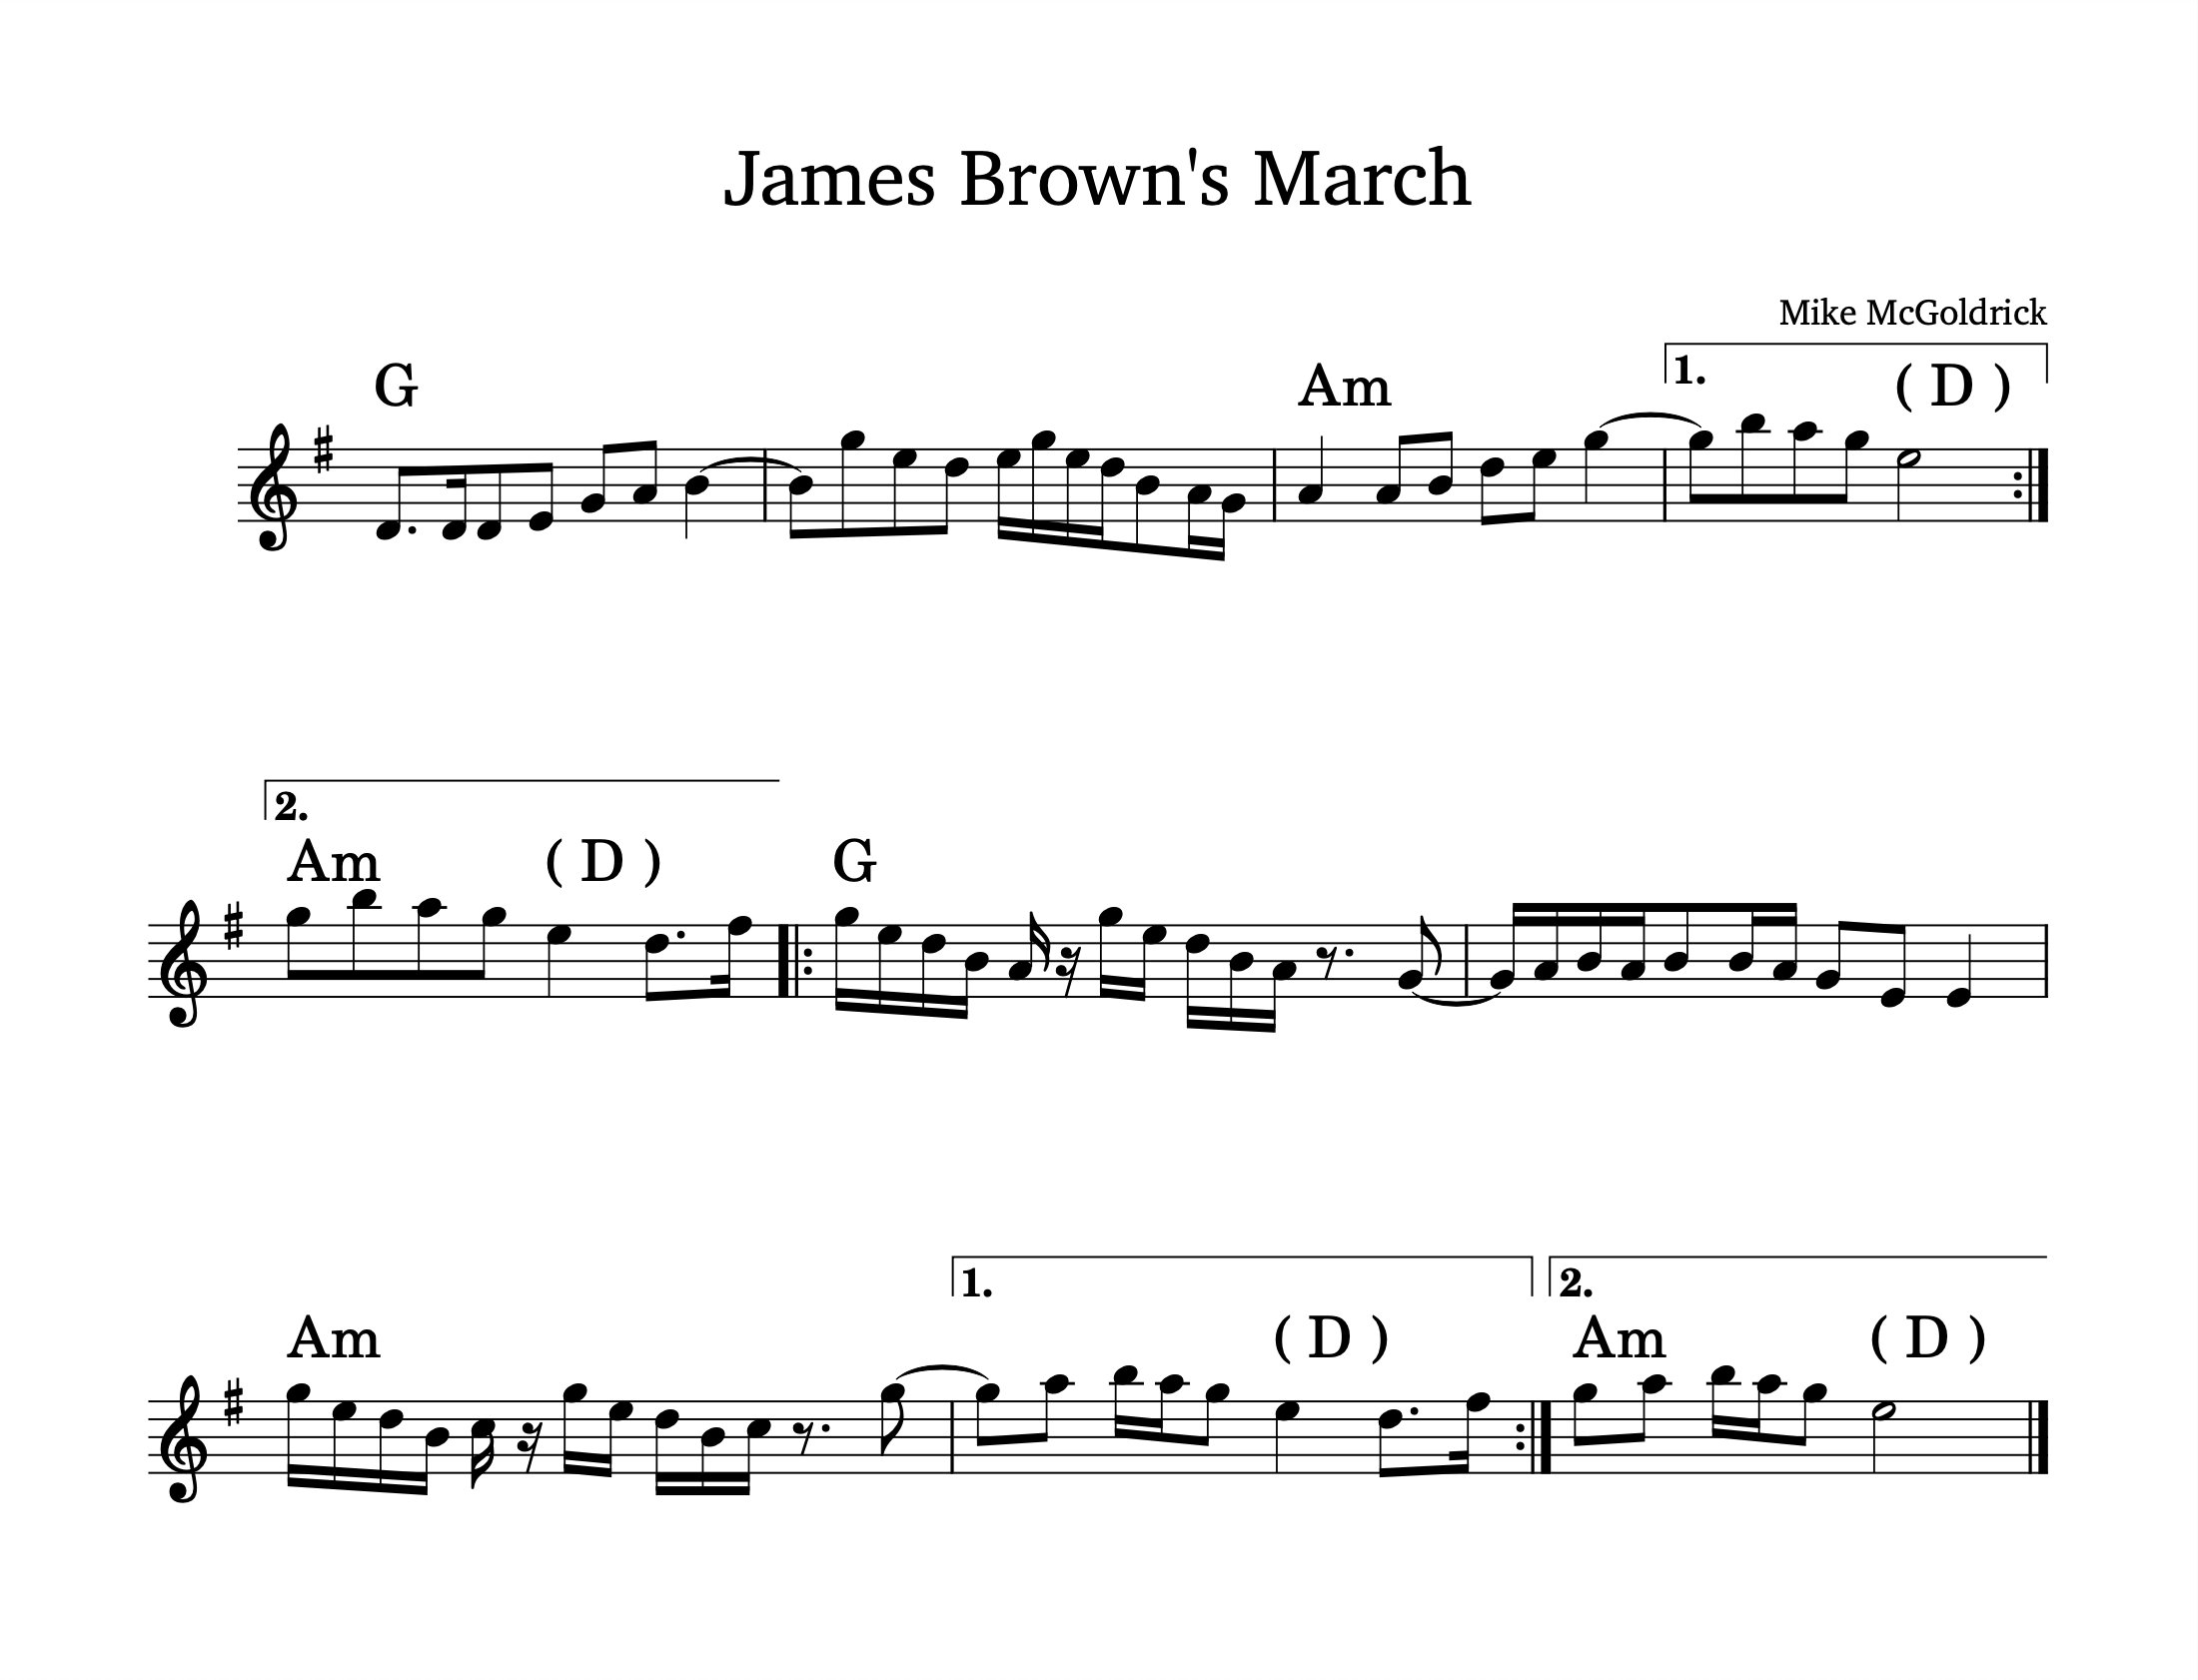 James Brown's March
Mike McGoldrick
1.
G Am ( D )
2.
Am ( D ) G
1. 2.
Am ( D ) Am ( D )